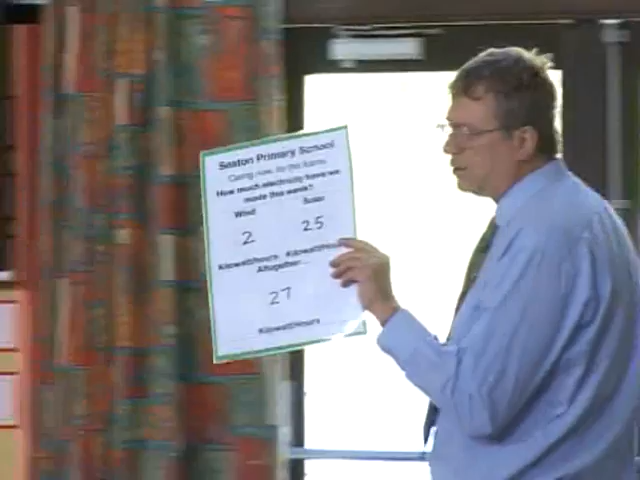 Seaton Primary School
Caring now, for the future
How much electricity have we
made this week?
Wind Solar
2 25
Kilowatthours Kilowatthours
Altogether...
27
Kilowatthours